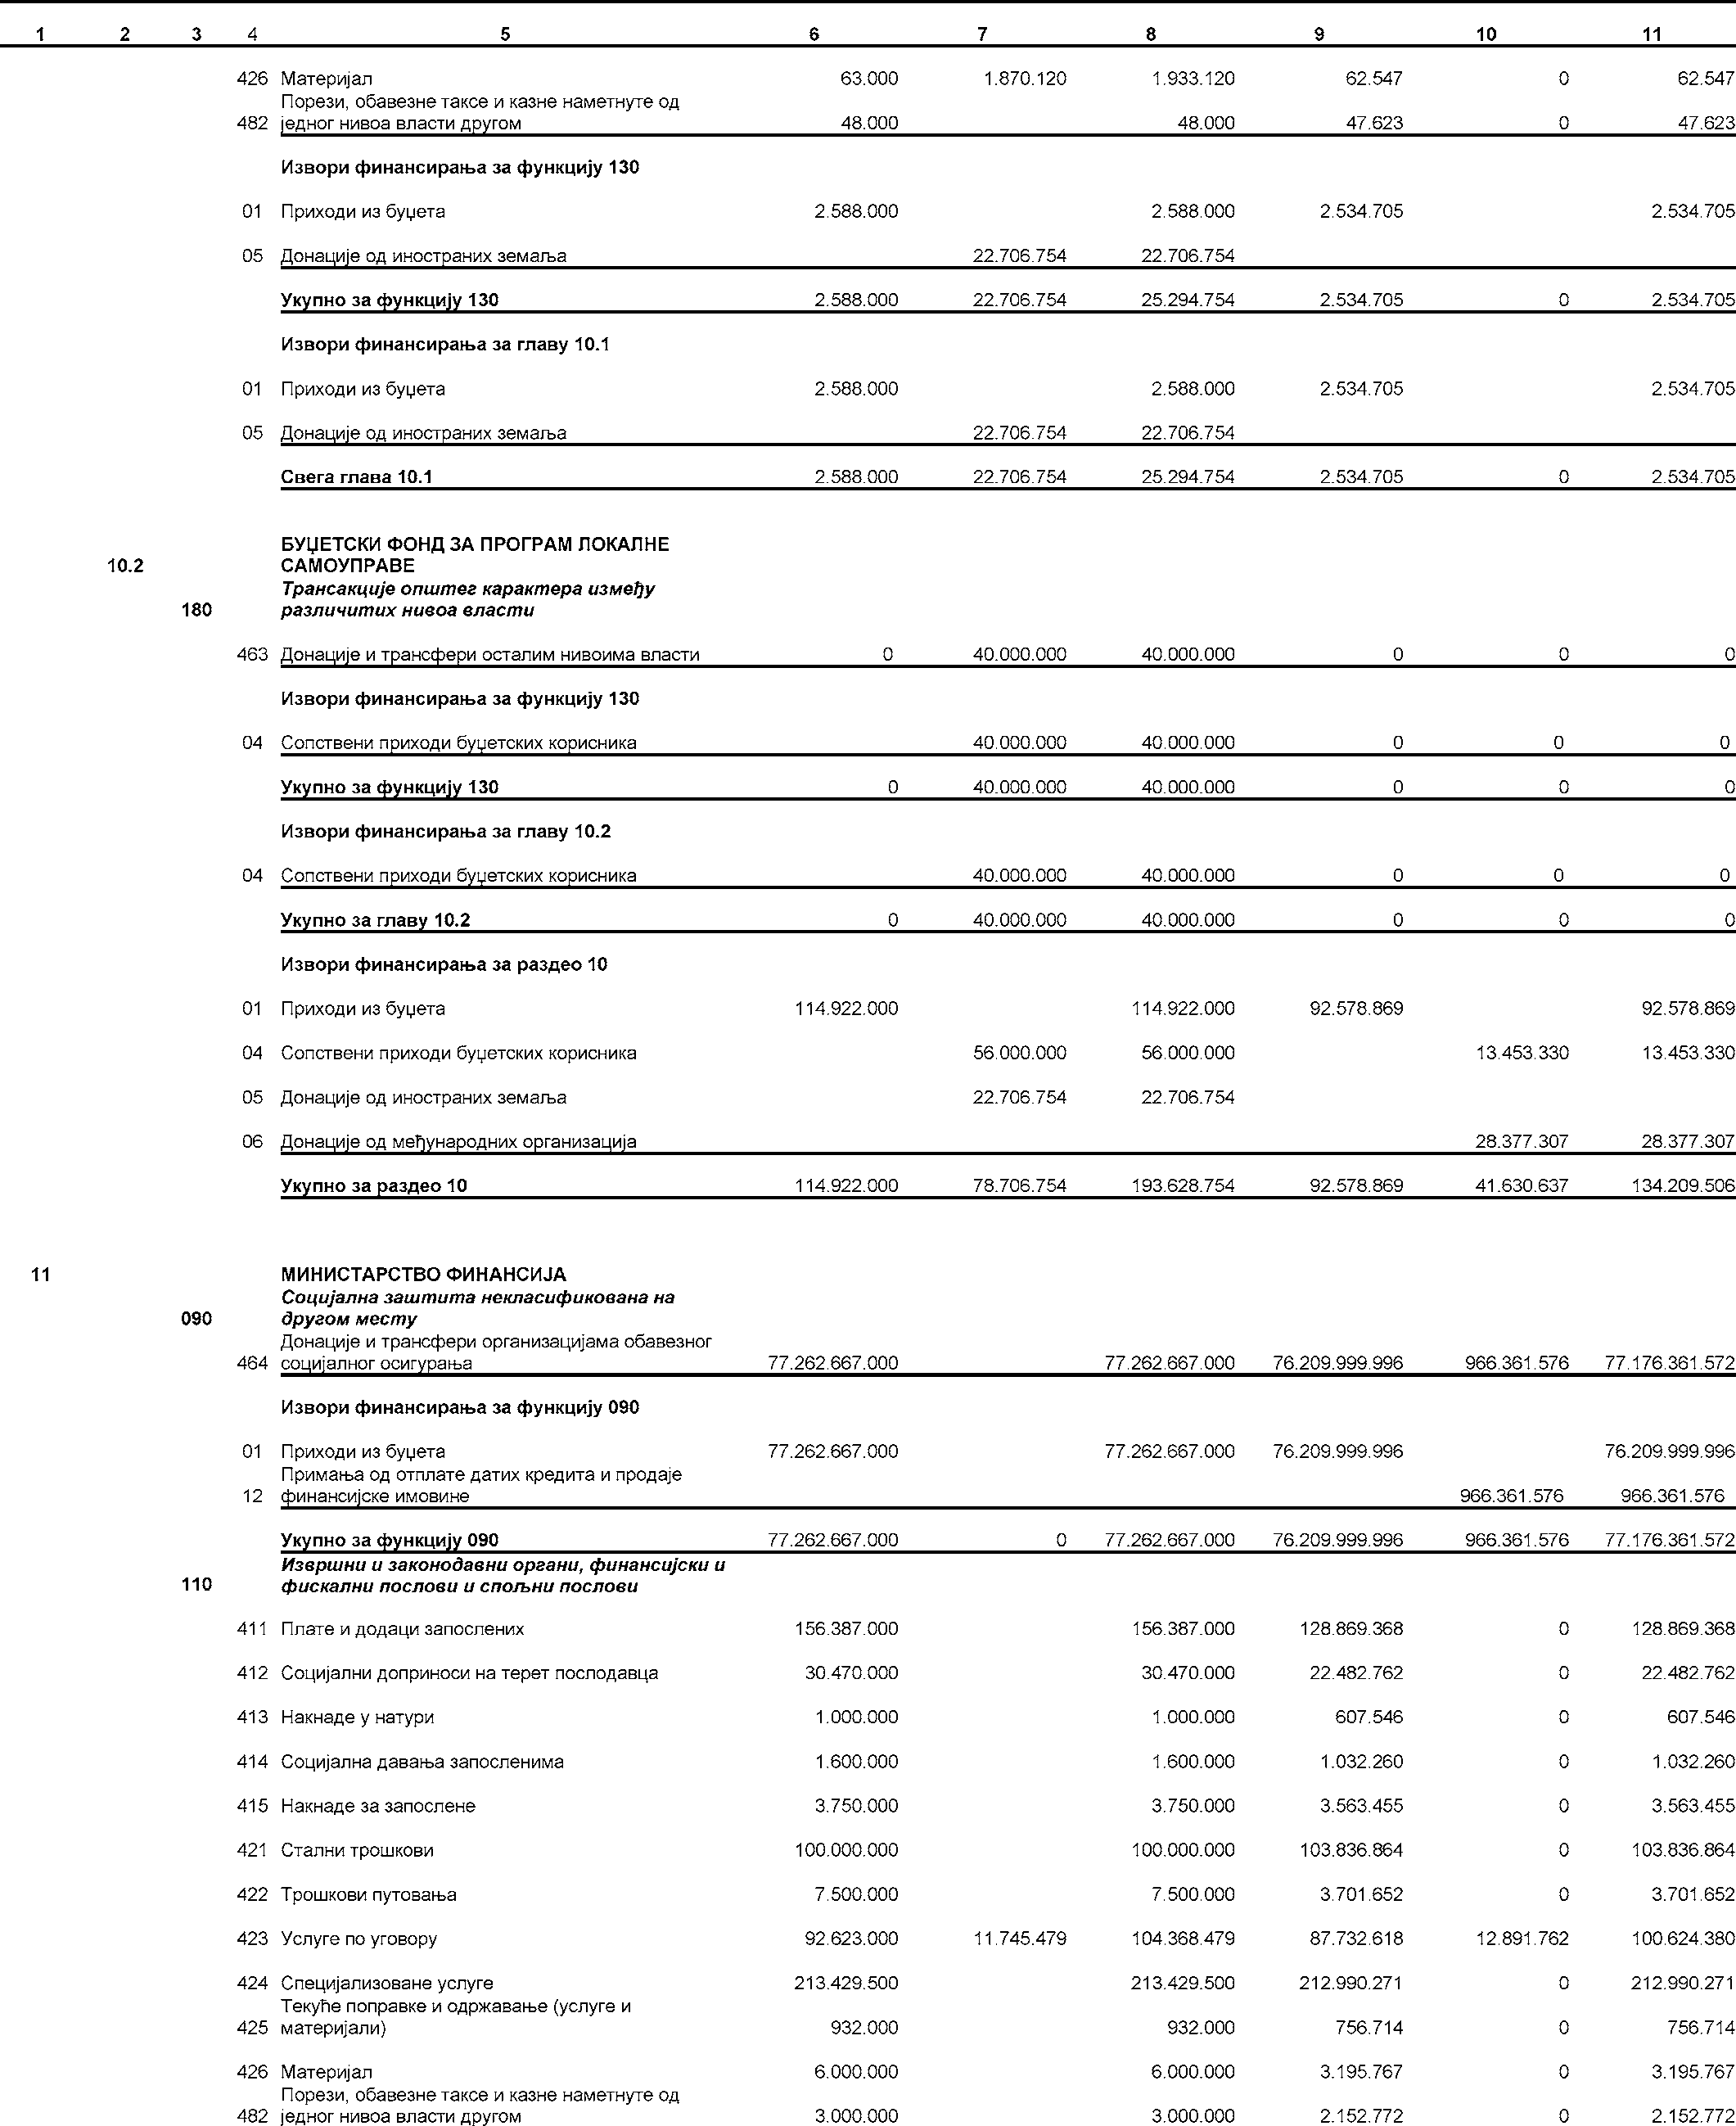 1 2 3 4 5 6 7 8 9 10 11
426 Материјал 63.000 1.870.120 1.933.120 62.547 0 62.547
Порези, обавезне таксе и казне наметнуте од
482 једног нивоа власти другом 48.000 48.000 47.623 0 47.623
Извори финансирања за функцију 130
01 Приходи из буџета 2.588.000 2.588.000 2.534.705 2.534.705
05 Донације од иностраних земаља 22.706.754 22.706.754
Укупно за функцију 130 2.588.000 22.706.754 25.294.754 2.534.705 0 2.534.705
Извори финансирања за главу 10.1
01 Приходи из буџета 2.588.000 2.588.000 2.534.705 2.534.705
05 Донације од иностраних земаља 22.706.754 22.706.754
Свега глава 10.1 2.588.000 22.706.754 25.294.754 2.534.705 0 2.534.705
БУЏЕТСКИ ФОНД ЗА ПРОГРАМ ЛОКАЛНЕ
10.2 САМОУПРАВЕ
Трансакције општег карактера између
180 различитих нивоа власти
463 Донације и трансфери осталим нивоима власти 0 40.000.000 40.000.000 0 0 0
Извори финансирања за функцију 130
04 Сопствени приходи буџетских корисника 40.000.000 40.000.000 0 0 0
Укупно за функцију 130 0 40.000.000 40.000.000 0 0 0
Извори финансирања за главу 10.2
04 Сопствени приходи буџетских корисника 40.000.000 40.000.000 0 0 0
Укупно за главу 10.2 0 40.000.000 40.000.000 0 0 0
Извори финансирања за раздео 10
01 Приходи из буџета 114.922.000 114.922.000 92.578.869 92.578.869
04 Сопствени приходи буџетских корисника 56.000.000 56.000.000 13.453.330 13.453.330
05 Донације од иностраних земаља 22.706.754 22.706.754
06 Донације од међународних организација 28.377.307 28.377.307
Укупно за раздео 10 114.922.000 78.706.754 193.628.754 92.578.869 41.630.637 134.209.506
11 МИНИСТАРСТВО ФИНАНСИЈА
Социјална заштита некласификована на
090 другом месту
Донације и трансфери организацијама обавезног
464 социјалног осигурања 77.262.667.000 77.262.667.000 76.209.999.996 966.361.576 77.176.361.572
Извори финансирања за функцију 090
01 Приходи из буџета 77.262.667.000 77.262.667.000 76.209.999.996 76.209.999.996
Примања од отплате датих кредита и продаје
12 финансијске имовине 966.361.576 966.361.576
Укупно за функцију 090 77.262.667.000 0 77.262.667.000 76.209.999.996 966.361.576 77.176.361.572
Извршни и законодавни органи, финансијски и
110 фискални послови и спољни послови
411 Плате и додаци запослених 156.387.000 156.387.000 128.869.368 0 128.869.368
412 Социјални доприноси на терет послодавца 30.470.000 30.470.000 22.482.762 0 22.482.762
413 Накнаде у натури 1.000.000 1.000.000 607.546 0 607.546
414 Социјална давања запосленима 1.600.000 1.600.000 1.032.260 0 1.032.260
415 Накнаде за запослене 3.750.000 3.750.000 3.563.455 0 3.563.455
421 Стални трошкови 100.000.000 100.000.000 103.836.864 0 103.836.864
422 Трошкови путовања 7.500.000 7.500.000 3.701.652 0 3.701.652
423 Услуге по уговору 92.623.000 11.745.479 104.368.479 87.732.618 12.891.762 100.624.380
424 Специјализоване услуге 213.429.500 213.429.500 212.990.271 0 212.990.271
Текуће поправке и одржавање (услуге и
425 материјали) 932.000 932.000 756.714 0 756.714
426 Материјал 6.000.000 6.000.000 3.195.767 0 3.195.767
Порези, обавезне таксе и казне наметнуте од
482 једног нивоа власти другом 3.000.000 3.000.000 2.152.772 0 2.152.772